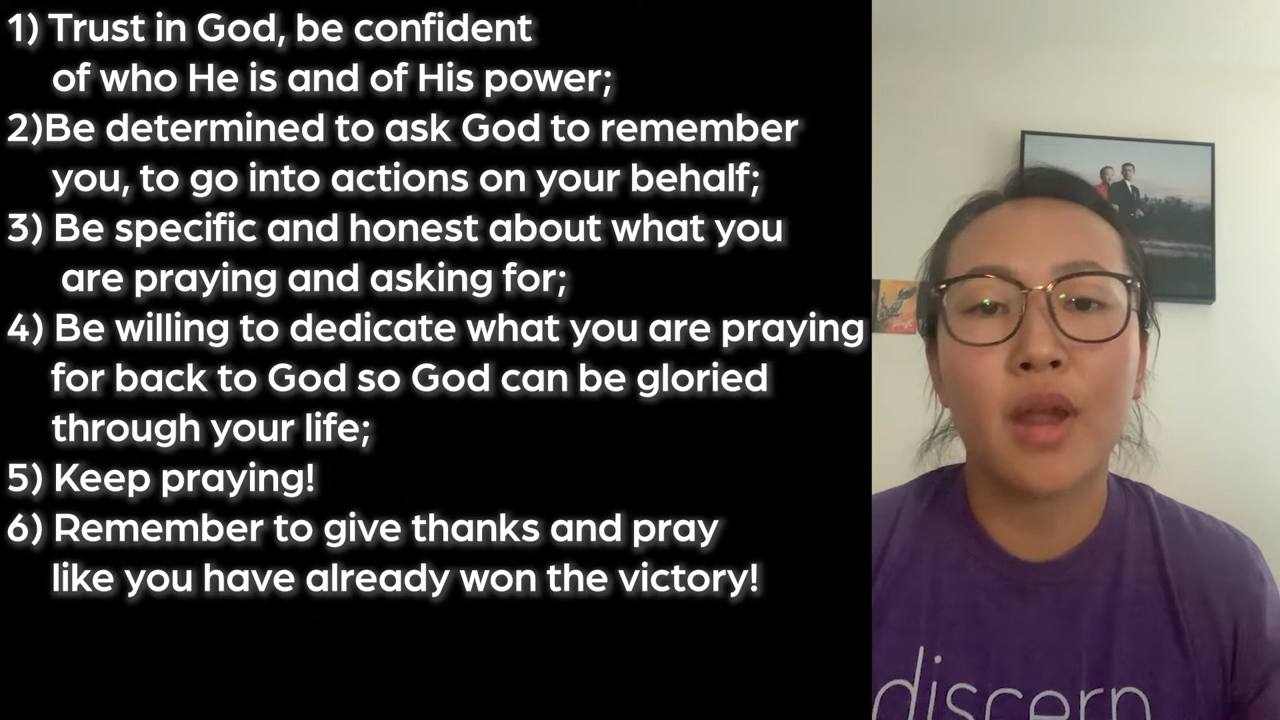 1) Trust in God, be confident
of who He is and of His power;
2)Be determined to ask God to remember
you, to go into actions on your behalf;
3) Be specific and honest about what you
are praying and asking for;
4) Be willing to dedicate what you are praying
for back to God so God can be gloried
through your life;
5) Keep praying!
6) Remember to give thanks and pray
like you have already won the victory!
discern